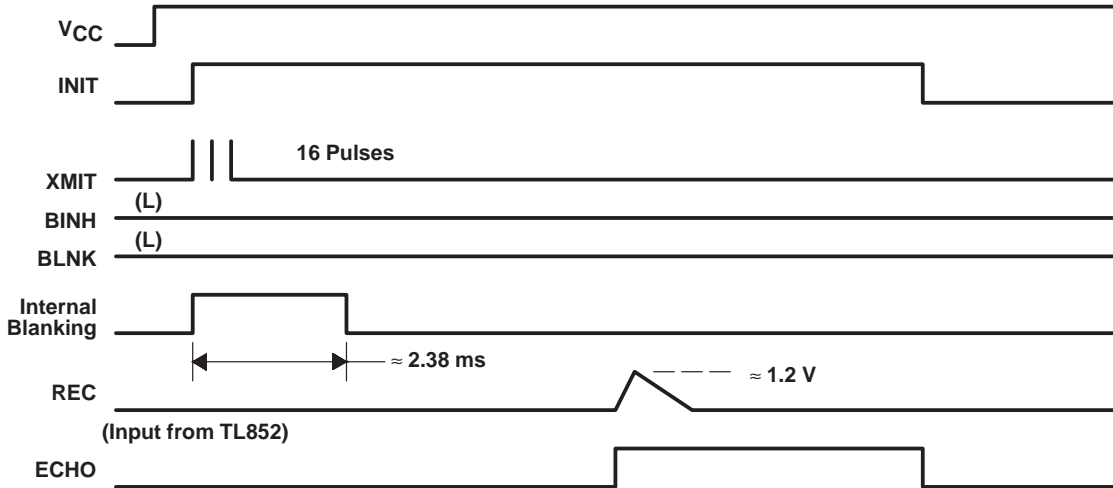 VCC
INIT
16 Pulses
XMIT
(L)
BINH
(L)
BLNK
Internal
Blanking
≈ 2.38 ms
≈ 1.2 V
REC
(Input from TL852)
ECHO